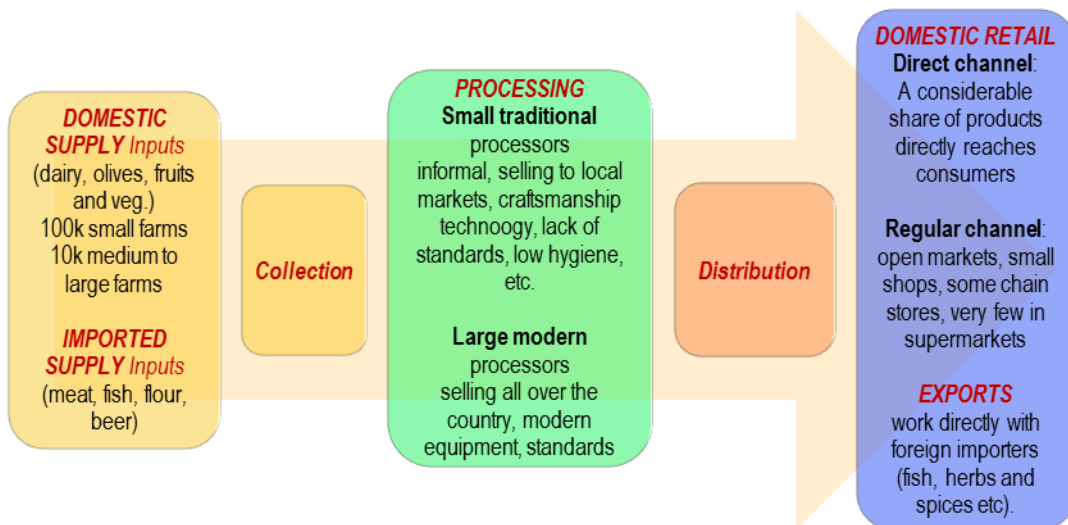 DOMESTIC
SUPPLY Inputs
(dairy, olives, fruits
and veg.)
100k small farms
10k medium to
large farms
IMPORTED
SUPPLY Inputs
(meat, fish, flour,
beer)
Collection
PROCESSING
Small traditional
processors
informal, selling to local
markets, craftsmanship
technoogy, lack of
standards, low hygiene,
etc.
Large modern
processors
selling all over the
country, modern
equipment, standards
Distribution
DOMESTIC RETAIL
Direct channel:
A considerable
share of products
directly reaches
consumers
Regular channel:
open markets, small
shops, some chain
stores, very few in
supermarkets
EXPORTS
work directly with
foreign importers
(fish, herbs and
spices etc).